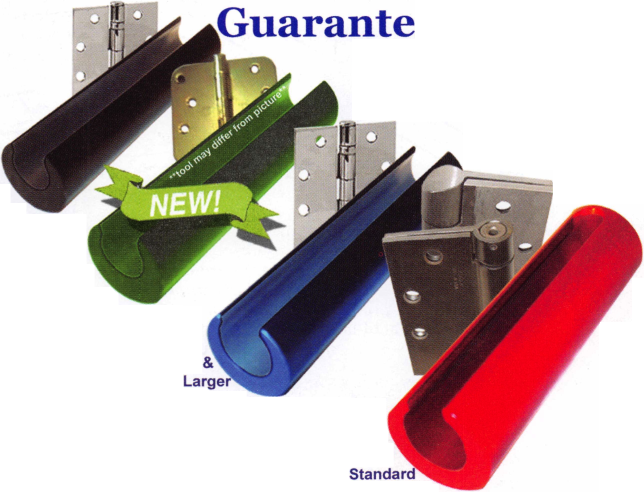 Guarante
**tool may differ from picture**
NEW!
&
Larger
Standard